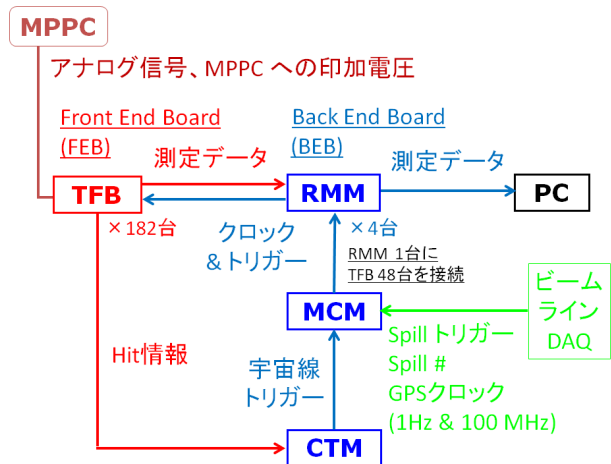 MPPC
アナログ信号、MPPC への印加電圧
Front End Board
(FEB)
Back End Board
(BEB)
測定データ
測定データ
TFB
RMM
PC
×182台
×4台
クロック
&トリガー
RMM 1台に
TFB 48台を接続
MCM
ビーム
ライン
DAQ
Hit情報
宇宙線
トリガー
Spill トリガー
Spill #
GPSクロック
(1Hz & 100 MHz)
CTM